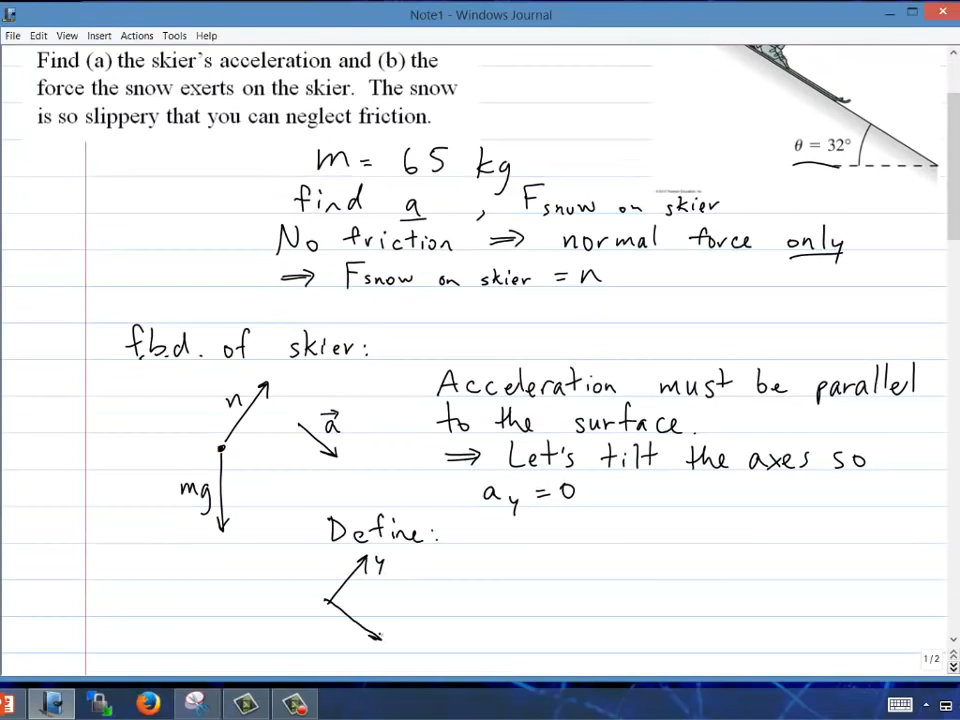 Note1 - Windows Journal
File Edit View Insert Actions Tools Help
Find (a) the skier's acceleration and (b) the
force the snow exerts on the skier. The snow
is so slippery that you can neglect friction.
θ = 32°
m = 65 kg
find a , Fsnow on skier
No friction ⇒ normal force only
⇒ Fsnow on skier = n
f.b.d. of skier:
n
a
mg
Acceleration must be parallel
to the surface.
⇒ Let's tilt the axes so
ay = 0
Define:
y
1/2